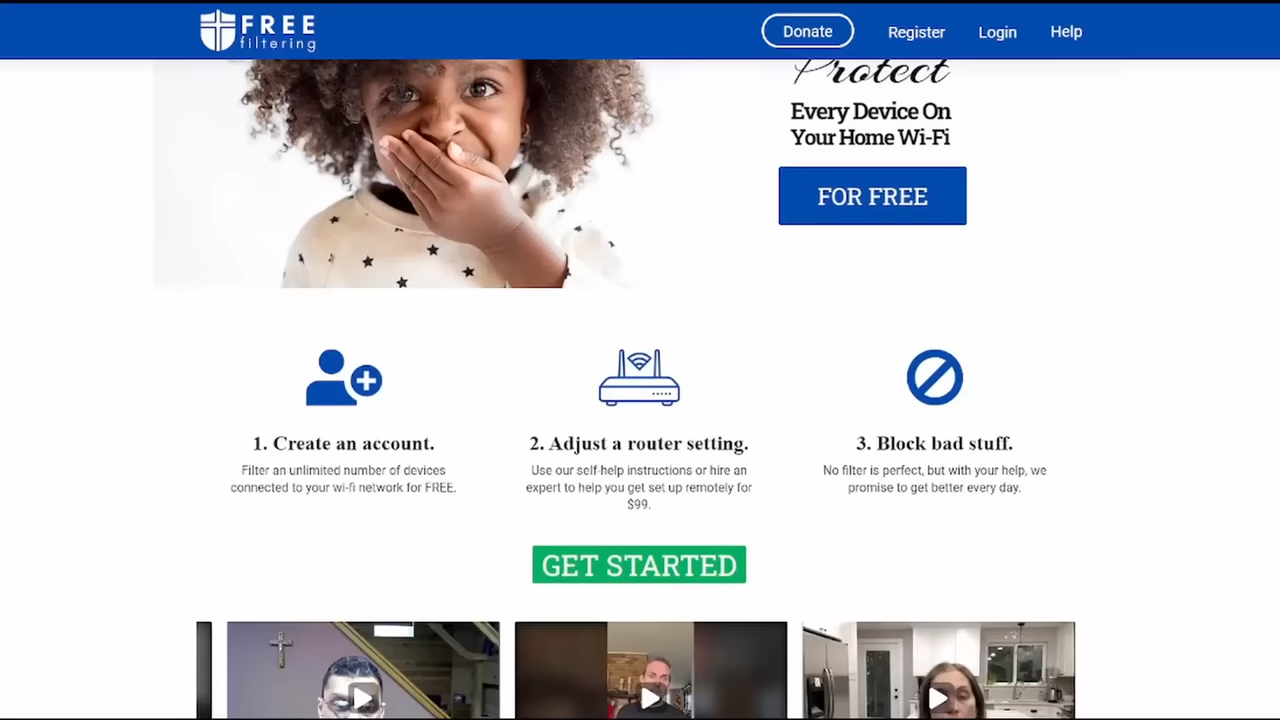 FREE
filtering
Donate
Register
Login
Help
Protect
Every Device On
Your Home Wi-Fi
FOR FREE
1. Create an account.
Filter an unlimited number of devices
connected to your wi-fi network for FREE.
2. Adjust a router setting.
Use our self-help instructions or hire an
expert to help you get set up remotely for
$99.
3. Block bad stuff.
No filter is perfect, but with your help, we
promise to get better every day.
GET STARTED